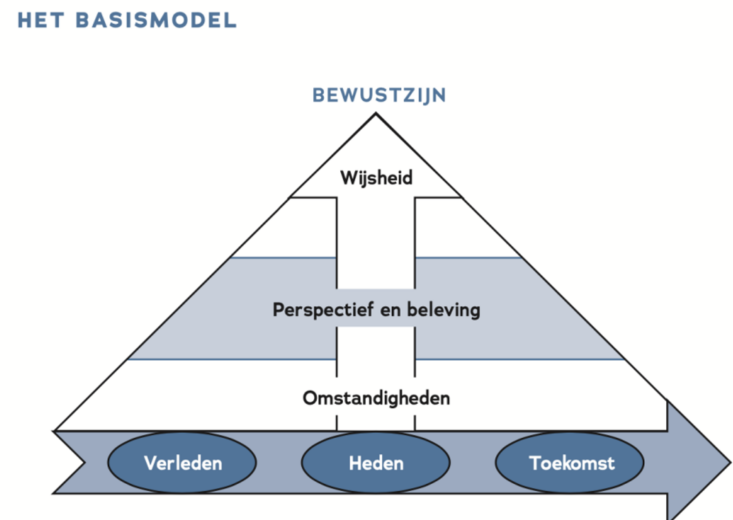 HET BASISMODEL
BEWUSTZIJN
Wijsheid
Perspectief en beleving
Omstandigheden
Verleden Heden Toekomst